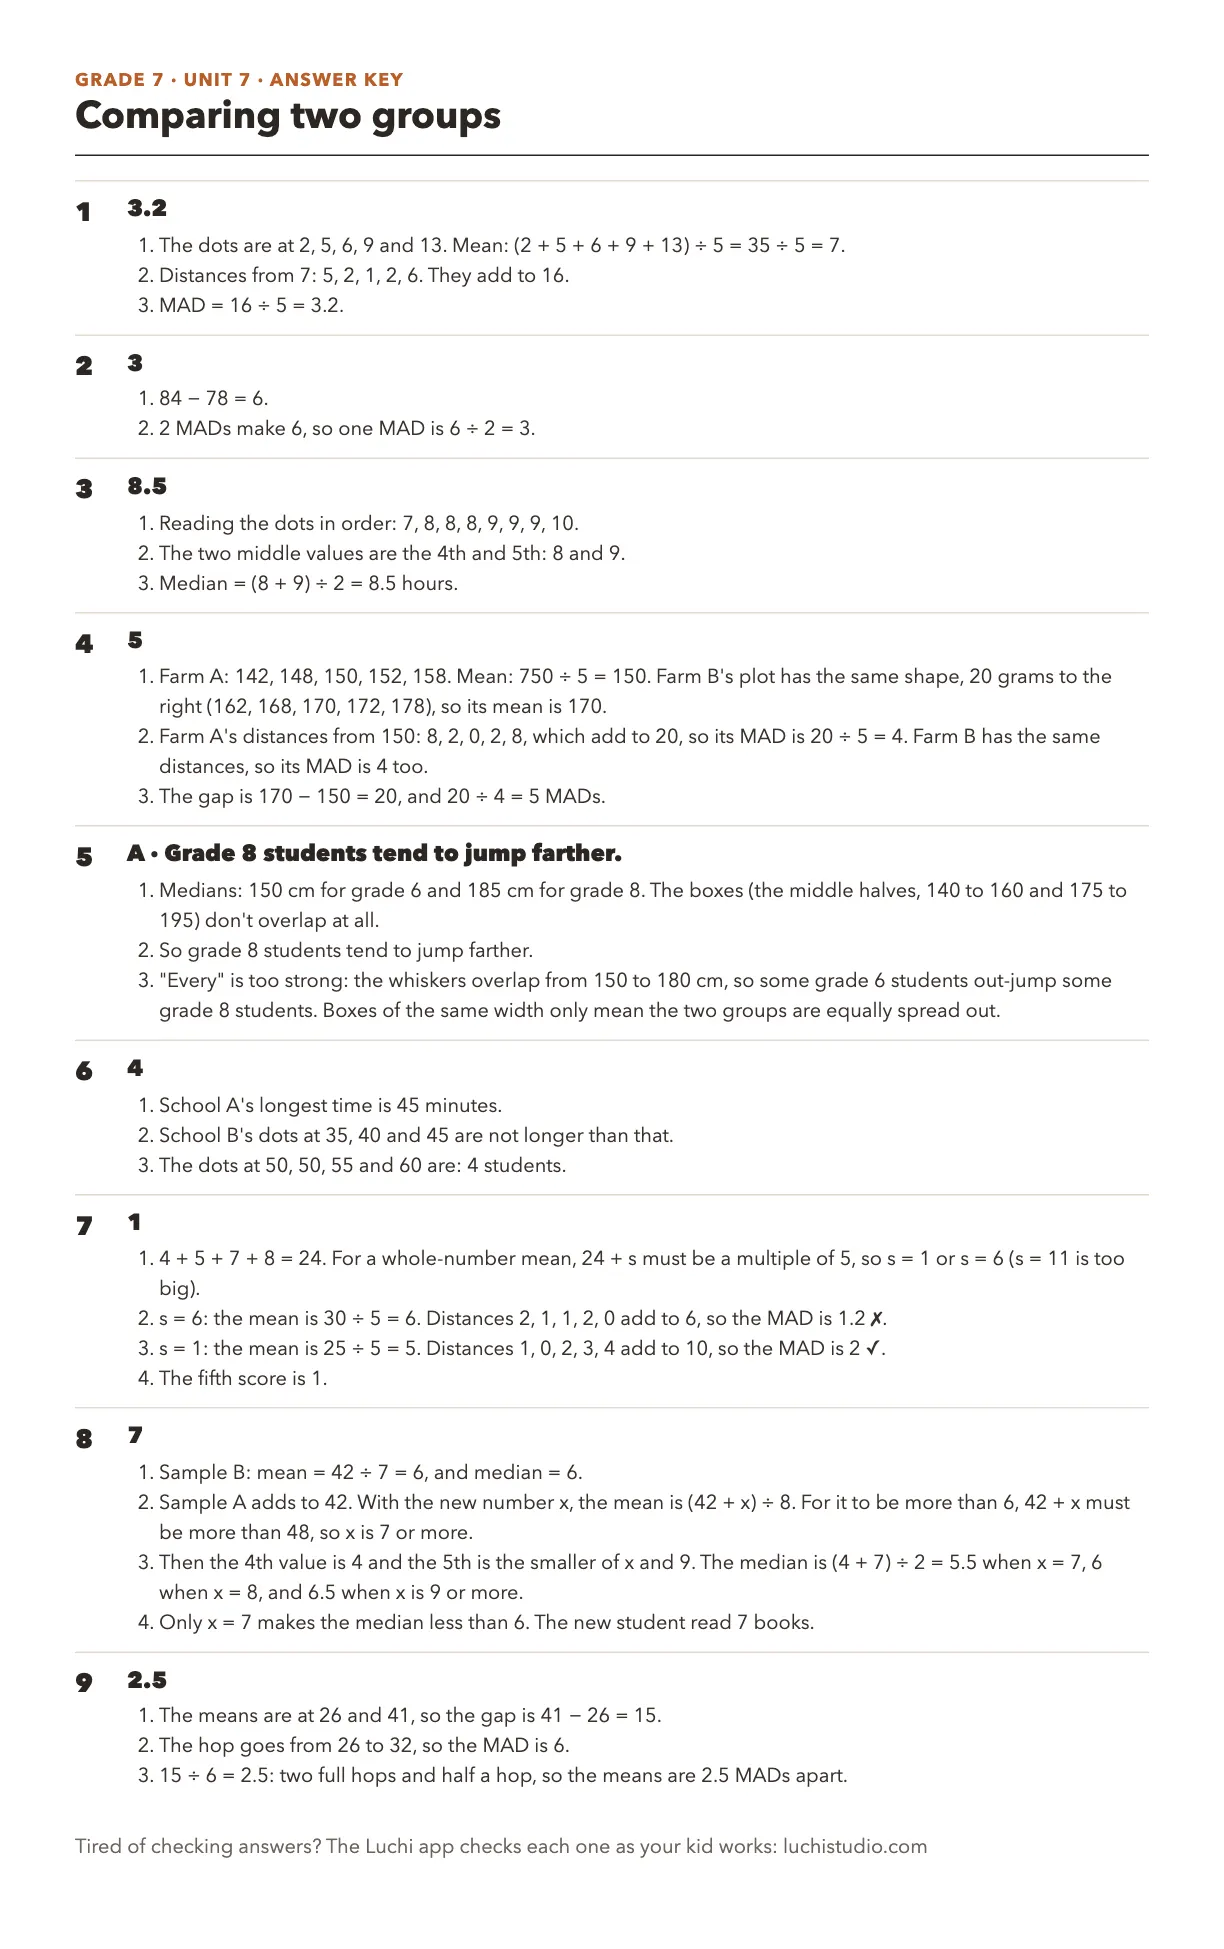 GRADE 7 · UNIT 7 · ANSWER KEY
Comparing two groups
1 3.2
1. The dots are at 2, 5, 6, 9 and 13. Mean: (2 + 5 + 6 + 9 + 13) ÷ 5 = 35 ÷ 5 = 7.
2. Distances from 7: 5, 2, 1, 2, 6. They add to 16.
3. MAD = 16 ÷ 5 = 3.2.
2 3
1. 84 − 78 = 6.
2. 2 MADs make 6, so one MAD is 6 ÷ 2 = 3.
3 8.5
1. Reading the dots in order: 7, 8, 8, 8, 9, 9, 9, 10.
2. The two middle values are the 4th and 5th: 8 and 9.
3. Median = (8 + 9) ÷ 2 = 8.5 hours.
4 5
1. Farm A: 142, 148, 150, 152, 158. Mean: 750 ÷ 5 = 150. Farm B's plot has the same shape, 20 grams to the
right (162, 168, 170, 172, 178), so its mean is 170.
2. Farm A's distances from 150: 8, 2, 0, 2, 8, which add to 20, so its MAD is 20 ÷ 5 = 4. Farm B has the same
distances, so its MAD is 4 too.
3. The gap is 170 − 150 = 20, and 20 ÷ 4 = 5 MADs.
5 A · Grade 8 students tend to jump farther.
1. Medians: 150 cm for grade 6 and 185 cm for grade 8. The boxes (the middle halves, 140 to 160 and 175 to
195) don't overlap at all.
2. So grade 8 students tend to jump farther.
3. "Every" is too strong: the whiskers overlap from 150 to 180 cm, so some grade 6 students out-jump some
grade 8 students. Boxes of the same width only mean the two groups are equally spread out.
6 4
1. School A's longest time is 45 minutes.
2. School B's dots at 35, 40 and 45 are not longer than that.
3. The dots at 50, 50, 55 and 60 are: 4 students.
7 1
1. 4 + 5 + 7 + 8 = 24. For a whole-number mean, 24 + s must be a multiple of 5, so s = 1 or s = 6 (s = 11 is too
big).
2. s = 6: the mean is 30 ÷ 5 = 6. Distances 2, 1, 1, 2, 0 add to 6, so the MAD is 1.2 ✗.
3. s = 1: the mean is 25 ÷ 5 = 5. Distances 1, 0, 2, 3, 4 add to 10, so the MAD is 2 ✓.
4. The fifth score is 1.
8 7
1. Sample B: mean = 42 ÷ 7 = 6, and median = 6.
2. Sample A adds to 42. With the new number x, the mean is (42 + x) ÷ 8. For it to be more than 6, 42 + x must
be more than 48, so x is 7 or more.
3. Then the 4th value is 4 and the 5th is the smaller of x and 9. The median is (4 + 7) ÷ 2 = 5.5 when x = 7, 6
when x = 8, and 6.5 when x is 9 or more.
4. Only x = 7 makes the median less than 6. The new student read 7 books.
9 2.5
1. The means are at 26 and 41, so the gap is 41 − 26 = 15.
2. The hop goes from 26 to 32, so the MAD is 6.
3. 15 ÷ 6 = 2.5: two full hops and half a hop, so the means are 2.5 MADs apart.
Tired of checking answers? The Luchi app checks each one as your kid works: luchistudio.com